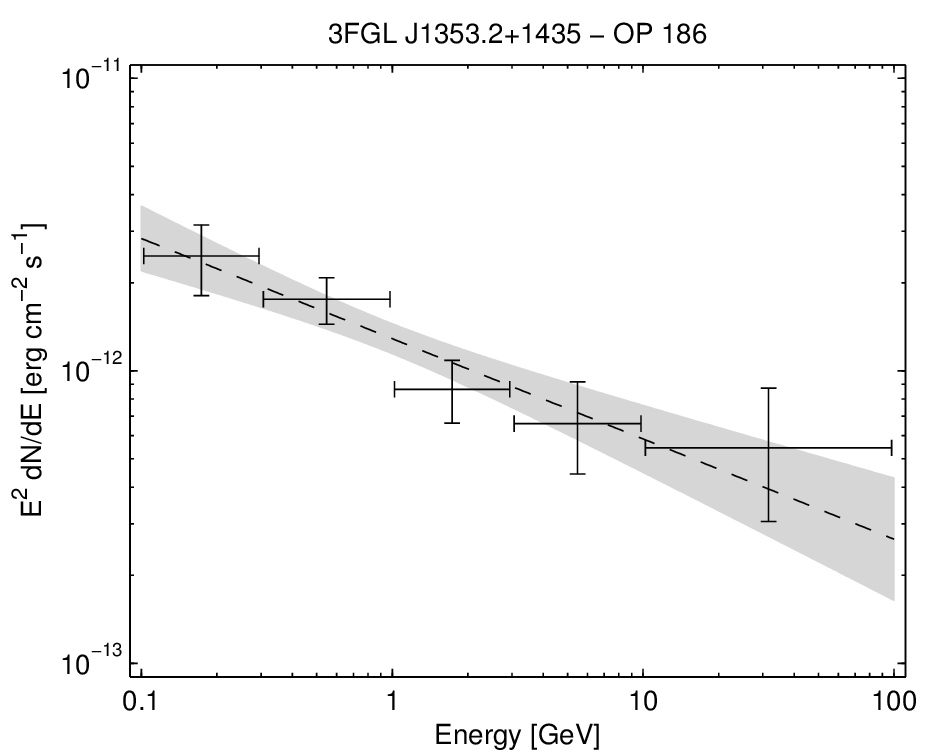 3FGL J1353.2+1435 – OP 186
10⁻¹¹
10⁻¹²
10⁻¹³
E² dN/dE [erg cm⁻² s⁻¹]
0.1 1 10 100
Energy [GeV]